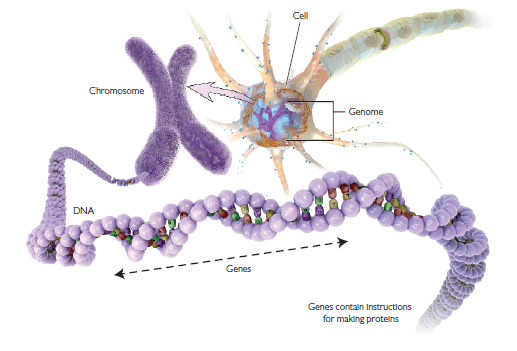 Cell
Chromosome
Genome
DNA
Genes
Genes contain instructions
for making proteins